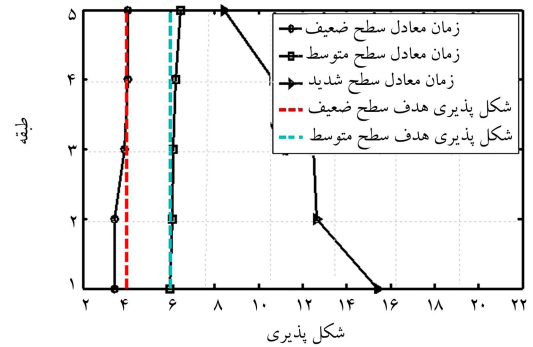 زمان معادل سطح ضعیف
زمان معادل سطح متوسط
زمان معادل سطح شدید
شکل پذیری هدف سطح ضعیف
شکل پذیری هدف سطح متوسط
طبقه
۵
۴
۳
۲
۱
۲ ۴ ۶ ۸ ۱۰ ۱۲ ۱۴ ۱۶ ۱۸ ۲۰ ۲۲
شکل پذیری